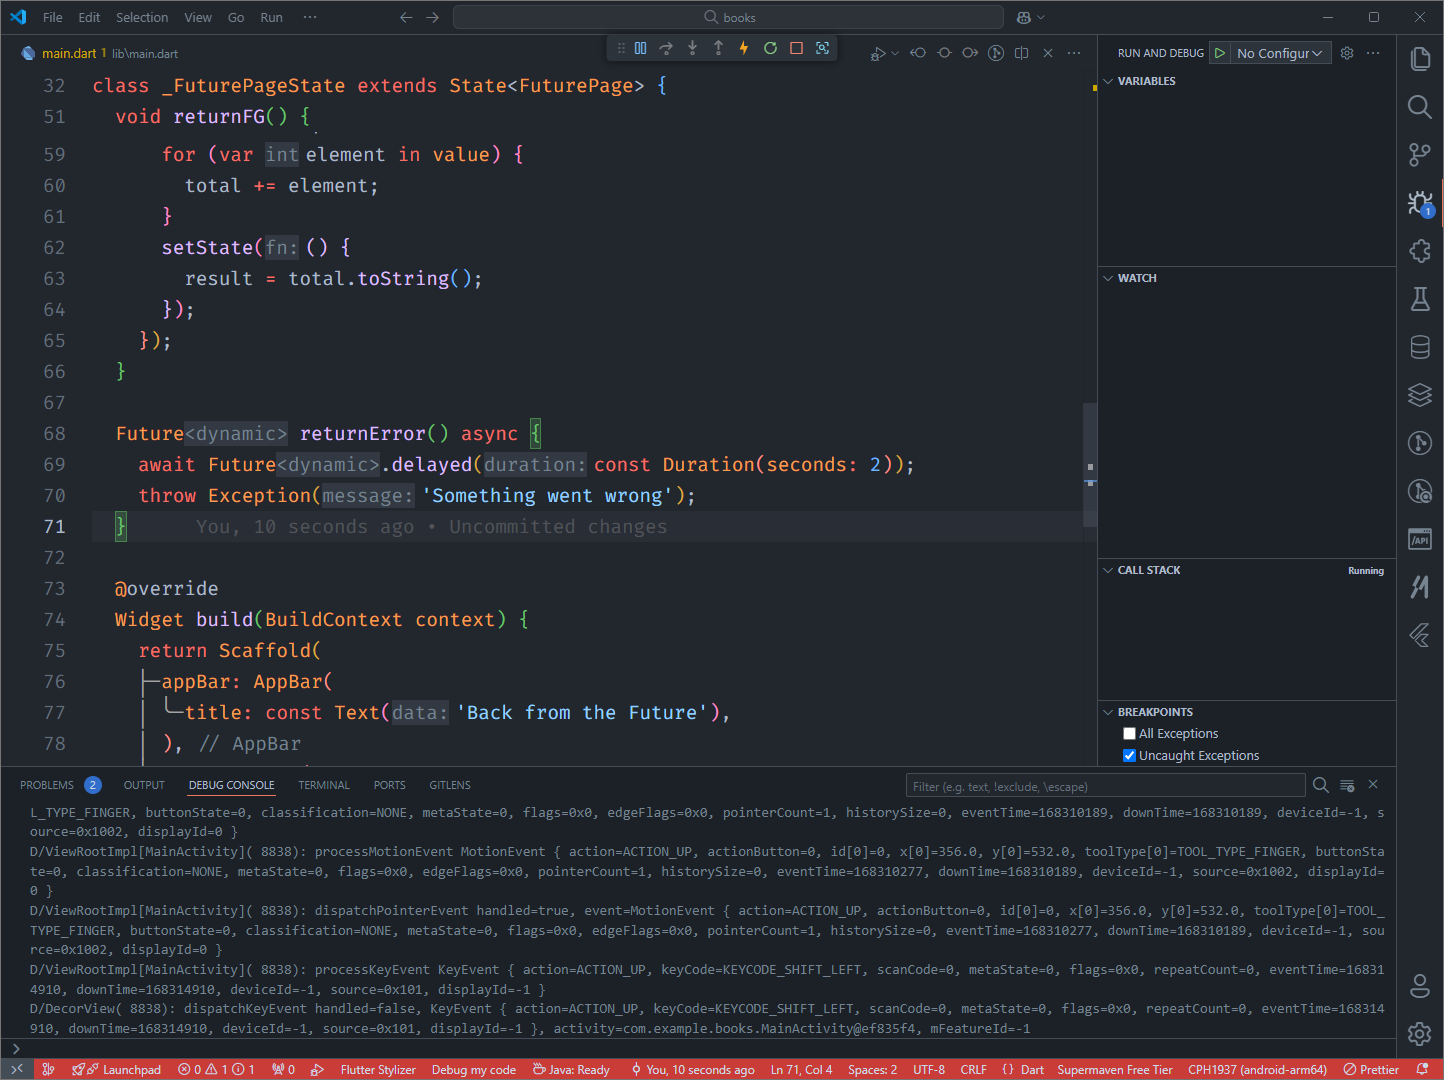 File Edit Selection View Go Run ··· books
main.dart 1 lib\main.dart
32 class _FuturePageState extends State<FuturePage> {
51 void returnFG() {
59 for (var int element in value) {
60 total += element;
61 }
62 setState(fn: () {
63 result = total.toString();
64 });
65 });
66 }
67
68 Future<dynamic> returnError() async {
69 await Future<dynamic>.delayed(duration: const Duration(seconds: 2));
70 throw Exception(message: 'Something went wrong');
71 } You, 10 seconds ago • Uncommitted changes
72
73 @override
74 Widget build(BuildContext context) {
75 return Scaffold(
76 appBar: AppBar(
77 title: const Text(data: 'Back from the Future'),
78 ), // AppBar
RUN AND DEBUG No Configur
VARIABLES
WATCH
CALL STACK Running
BREAKPOINTS
All Exceptions
Uncaught Exceptions
1
/API
PROBLEMS 2 OUTPUT DEBUG CONSOLE TERMINAL PORTS GITLENS Filter (e.g. text, !exclude, \escape)
L_TYPE_FINGER, buttonState=0, classification=NONE, metaState=0, flags=0x0, edgeFlags=0x0, pointerCount=1, historySize=0, eventTime=168310189, downTime=168310189, deviceId=-1, s
ource=0x1002, displayId=0 }
D/ViewRootImpl[MainActivity]( 8838): processMotionEvent MotionEvent { action=ACTION_UP, actionButton=0, id[0]=0, x[0]=356.0, y[0]=532.0, toolType[0]=TOOL_TYPE_FINGER, buttonSta
te=0, classification=NONE, metaState=0, flags=0x0, edgeFlags=0x0, pointerCount=1, historySize=0, eventTime=168310277, downTime=168310189, deviceId=-1, source=0x1002, displayId=
0 }
D/ViewRootImpl[MainActivity]( 8838): dispatchPointerEvent handled=true, event=MotionEvent { action=ACTION_UP, actionButton=0, id[0]=0, x[0]=356.0, y[0]=532.0, toolType[0]=TOOL_
TYPE_FINGER, buttonState=0, classification=NONE, metaState=0, flags=0x0, edgeFlags=0x0, pointerCount=1, historySize=0, eventTime=168310277, downTime=168310189, deviceId=-1, sou
rce=0x1002, displayId=0 }
D/ViewRootImpl[MainActivity]( 8838): processKeyEvent KeyEvent { action=ACTION_UP, keyCode=KEYCODE_SHIFT_LEFT, scanCode=0, metaState=0, flags=0x0, repeatCount=0, eventTime=16831
4910, downTime=168314910, deviceId=-1, source=0x101, displayId=-1 }
D/DecorView( 8838): dispatchKeyEvent handled=false, KeyEvent { action=ACTION_UP, keyCode=KEYCODE_SHIFT_LEFT, scanCode=0, metaState=0, flags=0x0, repeatCount=0, eventTime=168314
910, downTime=168314910, deviceId=-1, source=0x101, displayId=-1 }, activity=com.example.books.MainActivity@ef835f4, mFeatureId=-1
Launchpad 0 1 1 0 Flutter Stylizer Debug my code Java: Ready You, 10 seconds ago Ln 71, Col 4 Spaces: 2 UTF-8 CRLF {} Dart Supermaven Free Tier CPH1937 (android-arm64) Prettier